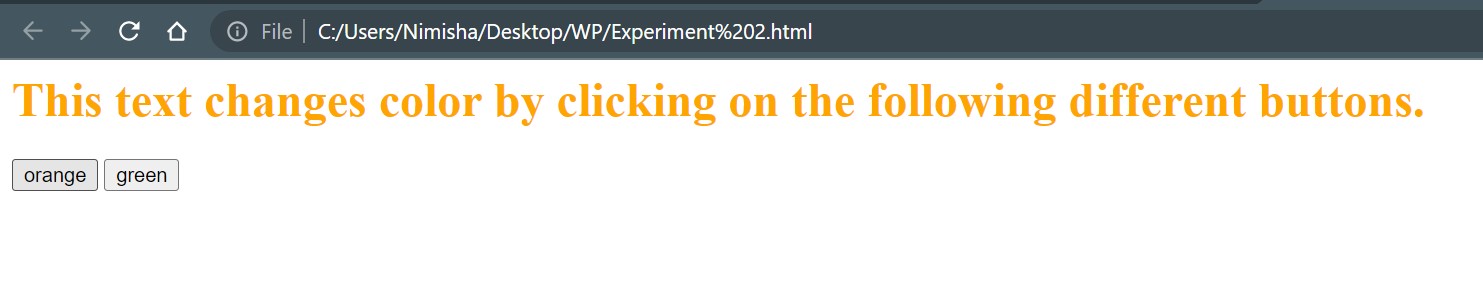 File C:/Users/Nimisha/Desktop/WP/Experiment%202.html
This text changes color by clicking on the following different buttons.
orange green